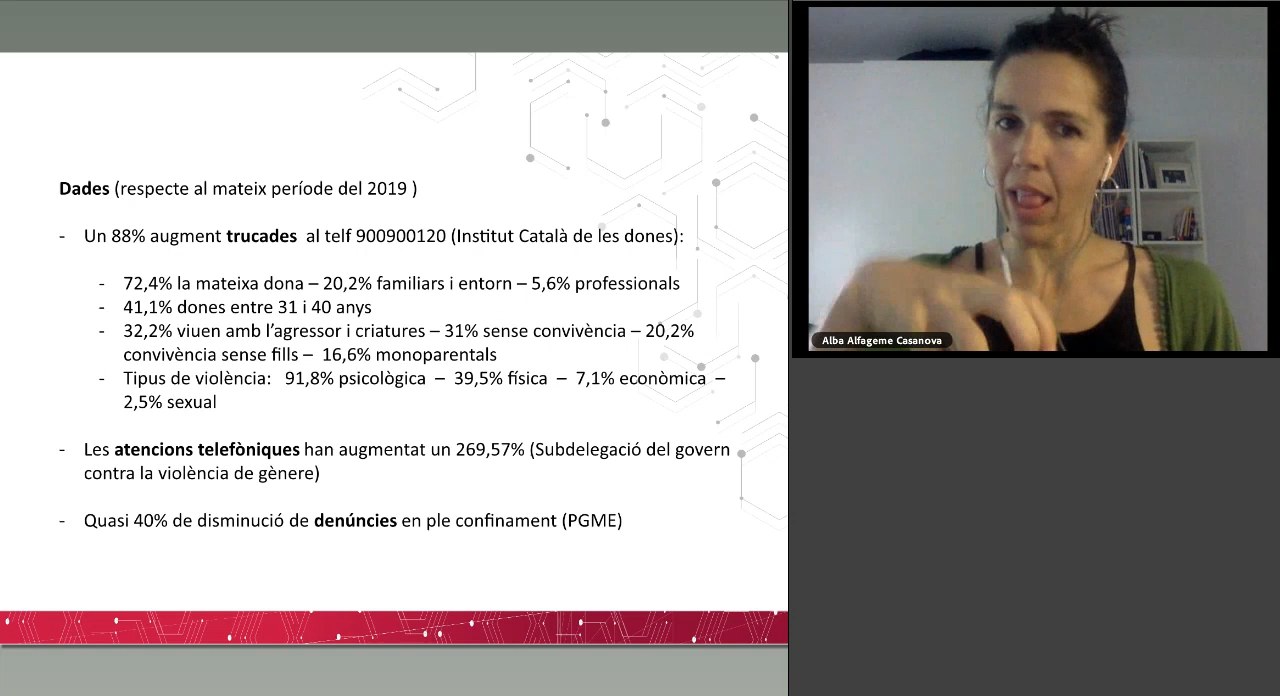 Dades (respecte al mateix període del 2019 )
- Un 88% augment trucades al telf 900900120 (Institut Català de les dones):
- 72,4% la mateixa dona – 20,2% familiars i entorn – 5,6% professionals
- 41,1% dones entre 31 i 40 anys
- 32,2% viuen amb l’agressor i criatures – 31% sense convivència – 20,2%
convivència sense fills – 16,6% monoparentals
- Tipus de violència: 91,8% psicològica – 39,5% física – 7,1% econòmica –
2,5% sexual
- Les atencions telefòniques han augmentat un 269,57% (Subdelegació del govern
contra la violència de gènere)
- Quasi 40% de disminució de denúncies en ple confinament (PGME)
Alba Alfageme Casanova